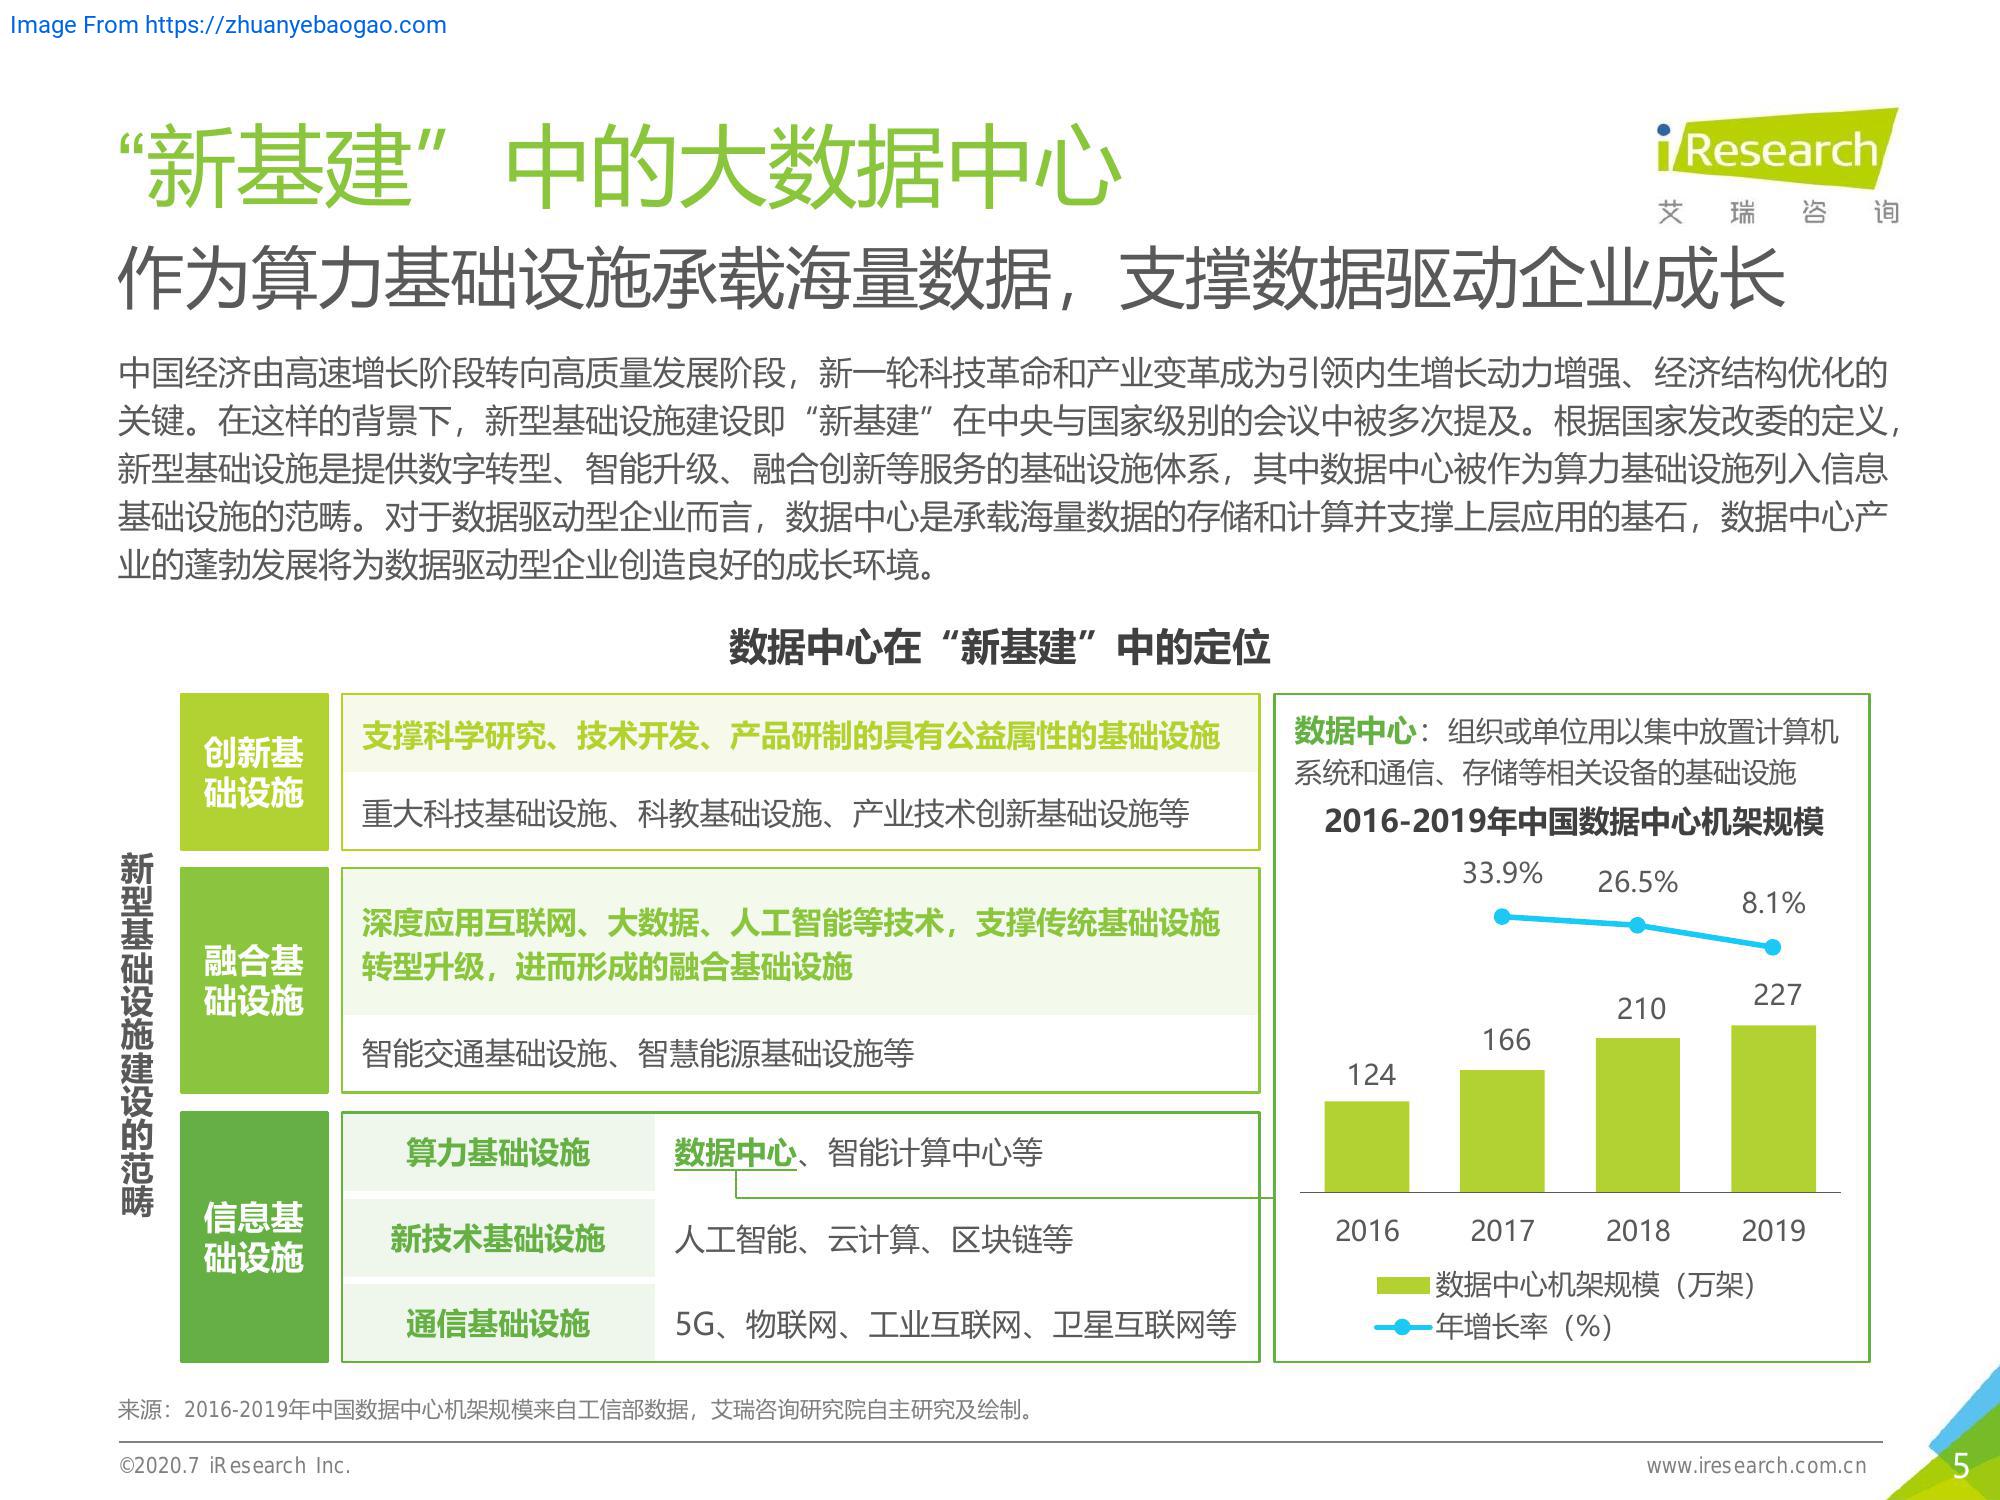 Image From https://zhuanyebaogao.com
“新基建” 中的大数据中心
iResearch
艾瑞咨询
作为算力基础设施承载海量数据，支撑数据驱动企业成长
中国经济由高速增长阶段转向高质量发展阶段，新一轮科技革命和产业变革成为引领内生增长动力增强、经济结构优化的
关键。在这样的背景下，新型基础设施建设即“新基建”在中央与国家级别的会议中被多次提及。根据国家发改委的定义，
新型基础设施是提供数字转型、智能升级、融合创新等服务的基础设施体系，其中数据中心被作为算力基础设施列入信息
基础设施的范畴。对于数据驱动型企业而言，数据中心是承载海量数据的存储和计算并支撑上层应用的基石，数据中心产
业的蓬勃发展将为数据驱动型企业创造良好的成长环境。
数据中心在“新基建”中的定位
新型基础设施建设的范畴
创新基
础设施
支撑科学研究、技术开发、产品研制的具有公益属性的基础设施
重大科技基础设施、科教基础设施、产业技术创新基础设施等
融合基
础设施
深度应用互联网、大数据、人工智能等技术，支撑传统基础设施
转型升级，进而形成的融合基础设施
智能交通基础设施、智慧能源基础设施等
信息基
础设施
算力基础设施
数据中心、智能计算中心等
新技术基础设施
人工智能、云计算、区块链等
通信基础设施
5G、物联网、工业互联网、卫星互联网等
数据中心：组织或单位用以集中放置计算机
系统和通信、存储等相关设备的基础设施
2016-2019年中国数据中心机架规模
33.9% 26.5% 8.1%
124 166 210 227
2016 2017 2018 2019
数据中心机架规模（万架）
年增长率（%）
来源：2016-2019年中国数据中心机架规模来自工信部数据，艾瑞咨询研究院自主研究及绘制。
©2020.7 iResearch Inc.
www.iresearch.com.cn
5